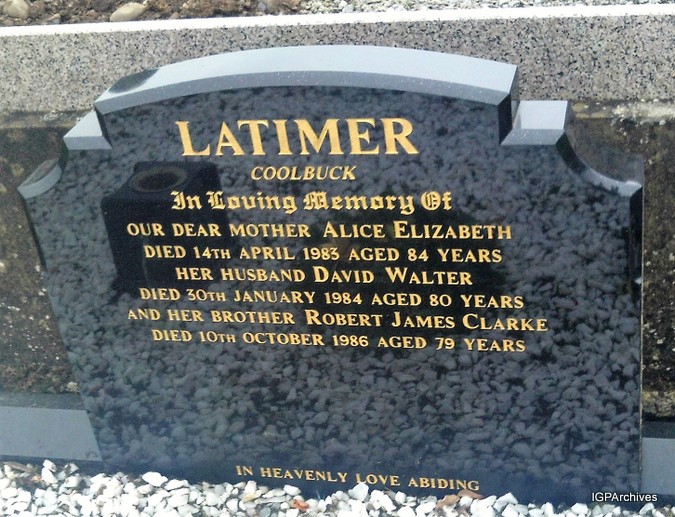 LATIMER
COOLBUCK
In Loving Memory Of
OUR DEAR MOTHER ALICE ELIZABETH
DIED 14TH APRIL 1983 AGED 84 YEARS
HER HUSBAND DAVID WALTER
DIED 30TH JANUARY 1984 AGED 80 YEARS
AND HER BROTHER ROBERT JAMES CLARKE
DIED 10TH OCTOBER 1986 AGED 79 YEARS
IN HEAVENLY LOVE ABIDING
IGPArchives